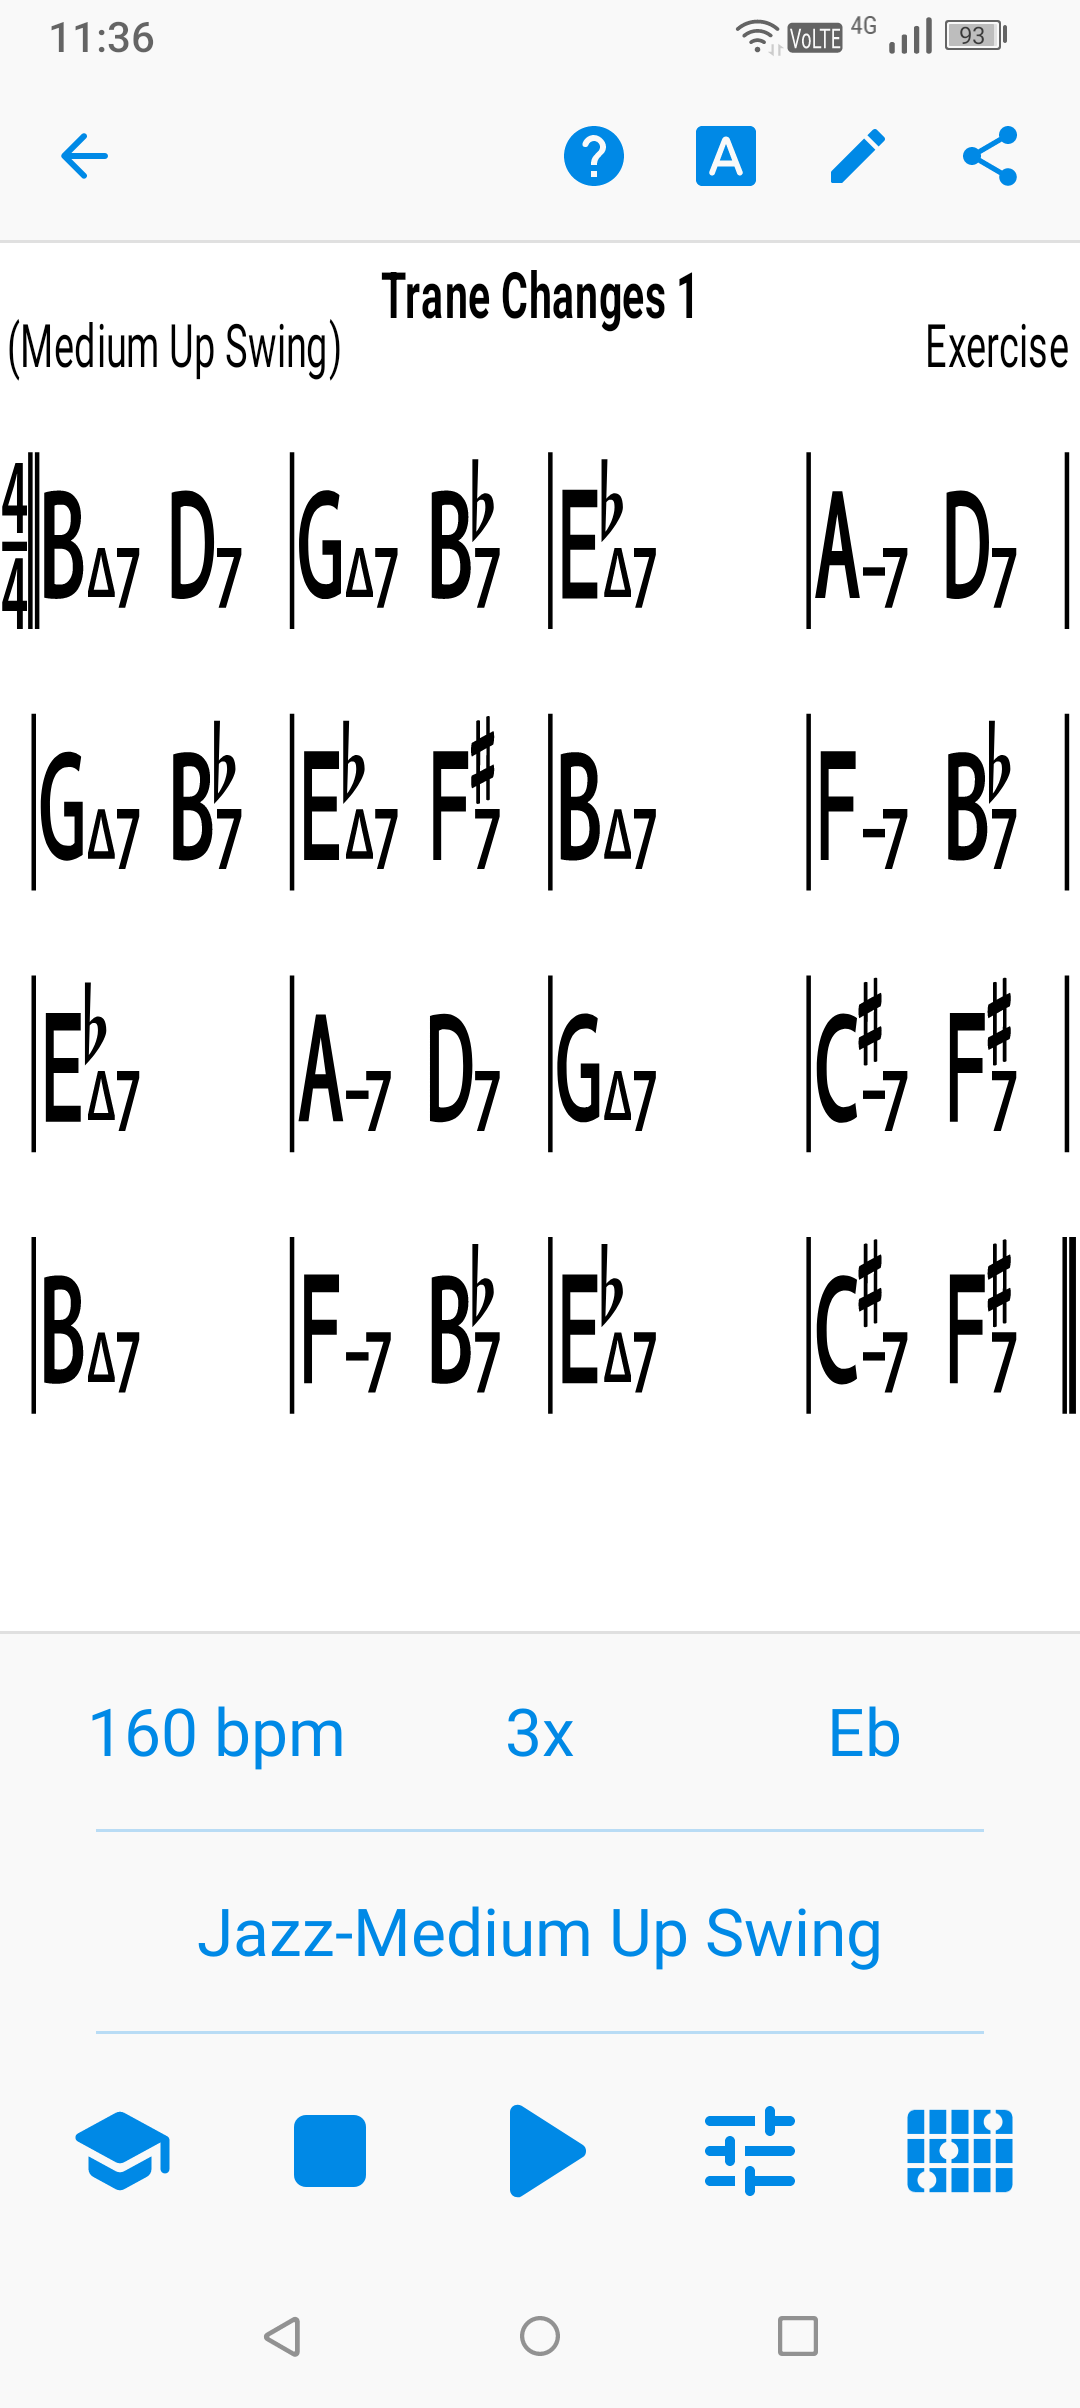 11:36 VoLTE 4G 93
A
Trane Changes 1
(Medium Up Swing) Exercise
4/4 BΔ7 D7 | GΔ7 B♭7 | E♭Δ7 | A-7 D7
GΔ7 B♭7 | E♭Δ7 F♯7 | BΔ7 | F-7 B♭7
E♭Δ7 | A-7 D7 | GΔ7 | C♯-7 F♯7
BΔ7 | F-7 B♭7 | E♭Δ7 | C♯-7 F♯7
160 bpm 3x Eb
Jazz-Medium Up Swing